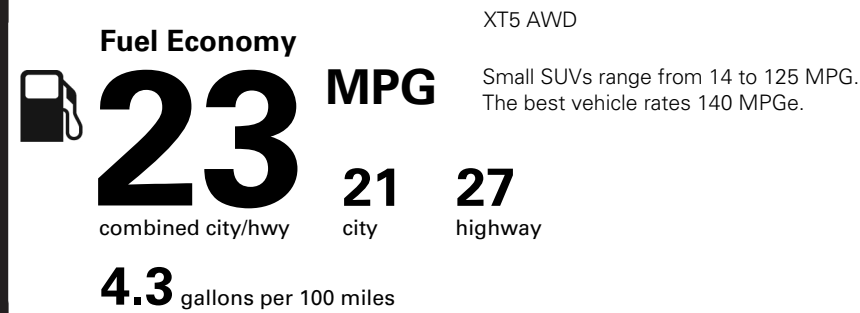 XT5 AWD
Fuel Economy
23 MPG
Small SUVs range from 14 to 125 MPG.
The best vehicle rates 140 MPGe.
21 27
combined city/hwy city highway
4.3 gallons per 100 miles